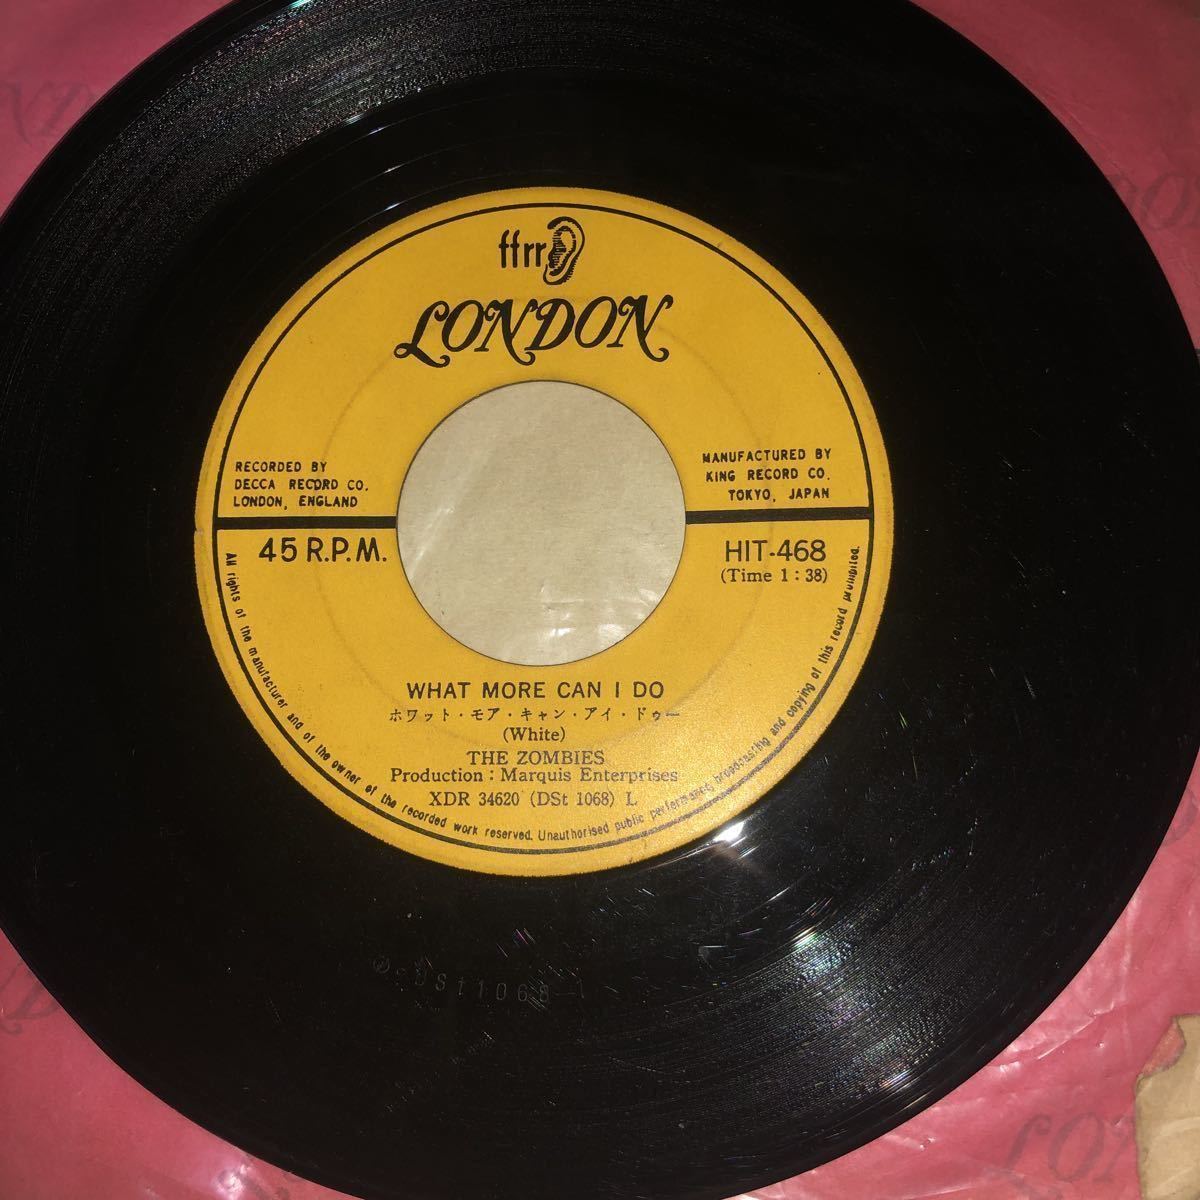 ffrr
LONDON
RECORDED BY
DECCA RECORD CO.
LONDON, ENGLAND
MANUFACTURED BY
KING RECORD CO.
TOKYO, JAPAN
45 R.P.M.
HIT-468
(Time 1:38)
WHAT MORE CAN I DO
ホワット・モア・キャン・アイ・ドゥー
(White)
THE ZOMBIES
Production : Marquis Enterprises
XDR 34620 (DSt 1068) L
All rights of the manufacturer and of the owner of the recorded work reserved. Unauthorised public performance, broadcasting and copying of this record prohibited.
LON